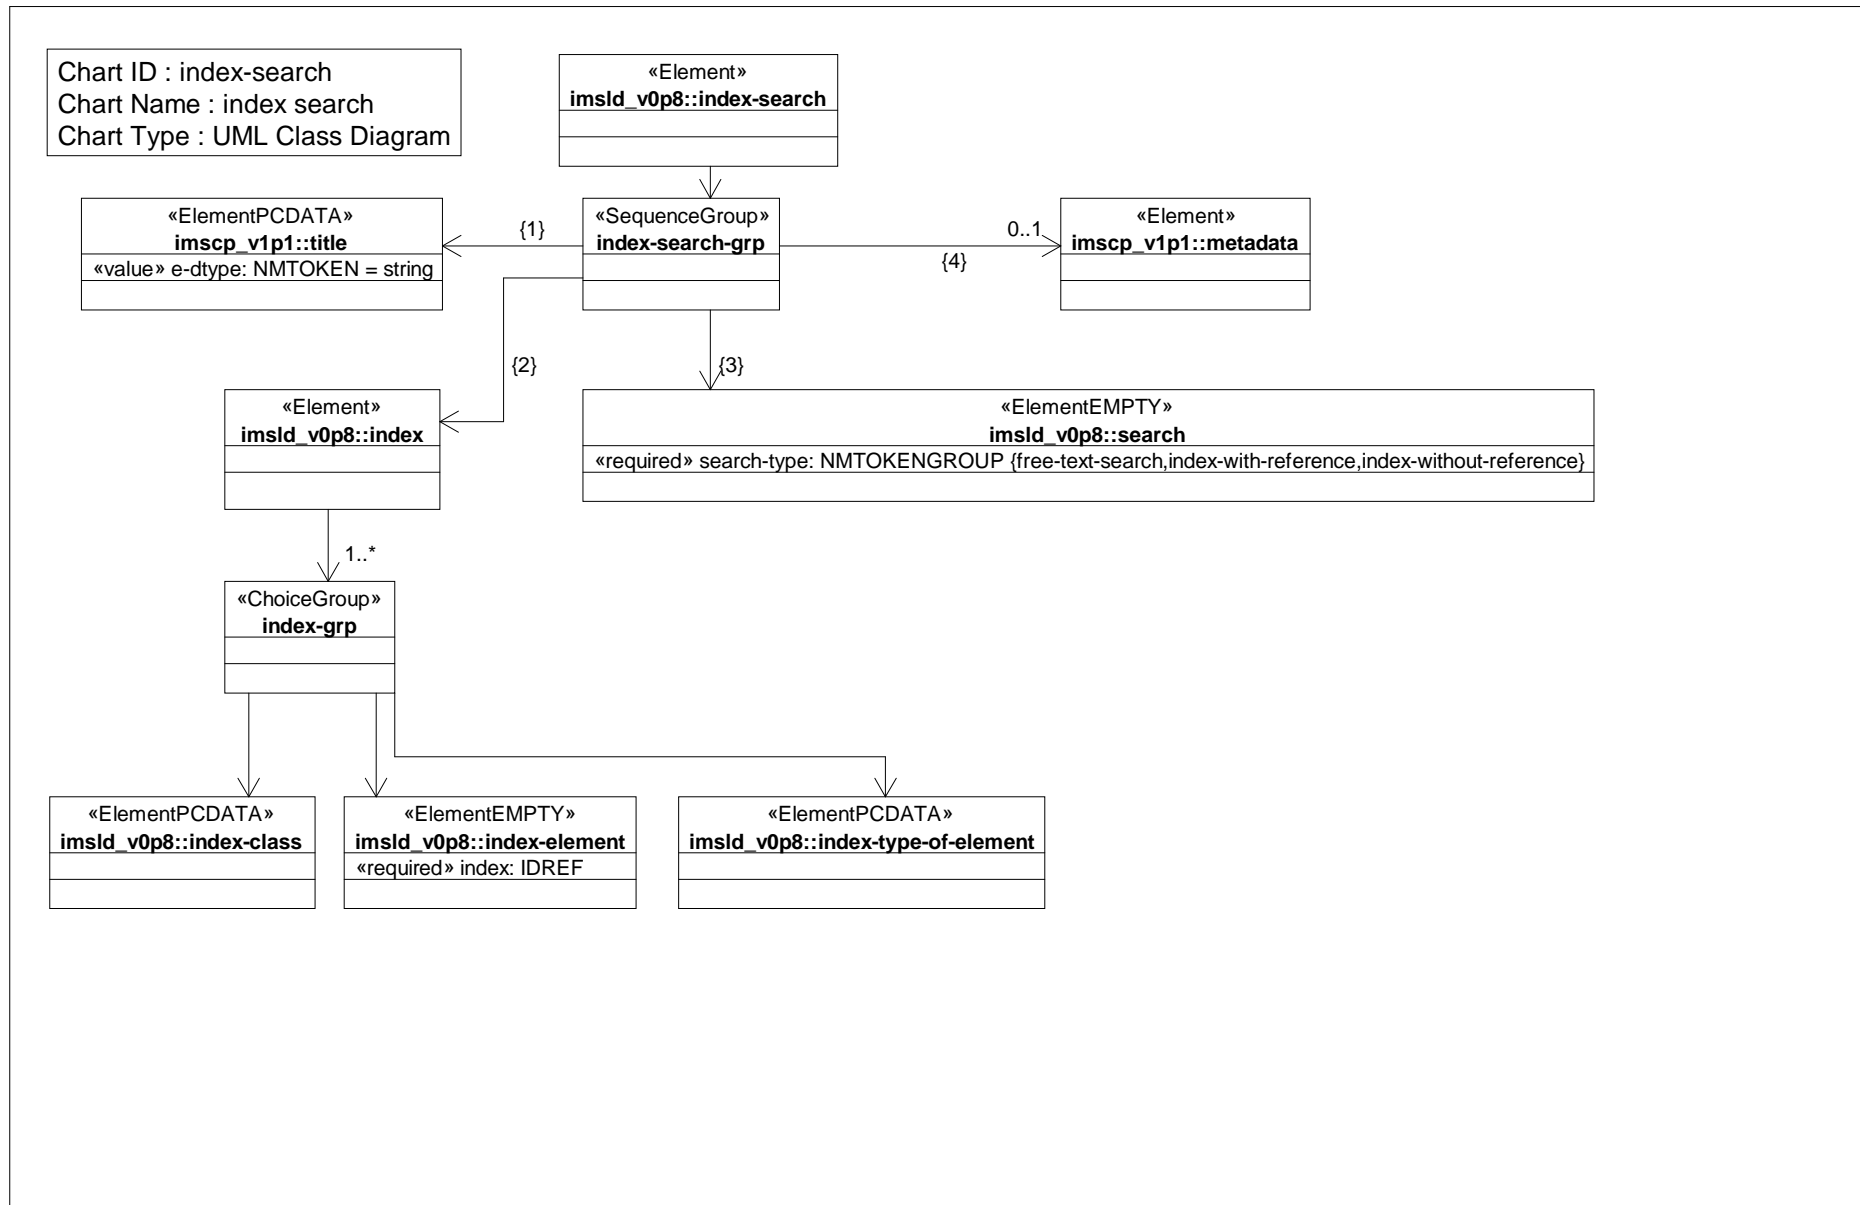 Chart ID : index-search
Chart Name : index search
Chart Type : UML Class Diagram
«Element»
imsld_v0p8::index-search
«ElementPCDATA»
imscp_v1p1::title
«value» e-dtype: NMTOKEN = string
{1}
«SequenceGroup»
index-search-grp
0..1
{4}
«Element»
imscp_v1p1::metadata
{2}
{3}
«Element»
imsld_v0p8::index
«ElementEMPTY»
imsld_v0p8::search
«required» search-type: NMTOKENGROUP {free-text-search,index-with-reference,index-without-reference}
1..*
«ChoiceGroup»
index-grp
«ElementPCDATA»
imsld_v0p8::index-class
«ElementEMPTY»
imsld_v0p8::index-element
«required» index: IDREF
«ElementPCDATA»
imsld_v0p8::index-type-of-element